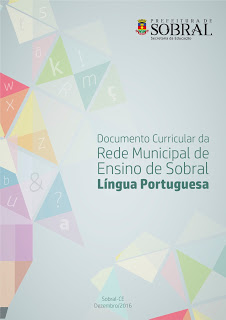 PREFEITURA DE
SOBRAL
Secretaria da Educação
Documento Curricular da
Rede Municipal de
Ensino de Sobral
Língua Portuguesa
Sobral-CE
Dezembro/2016